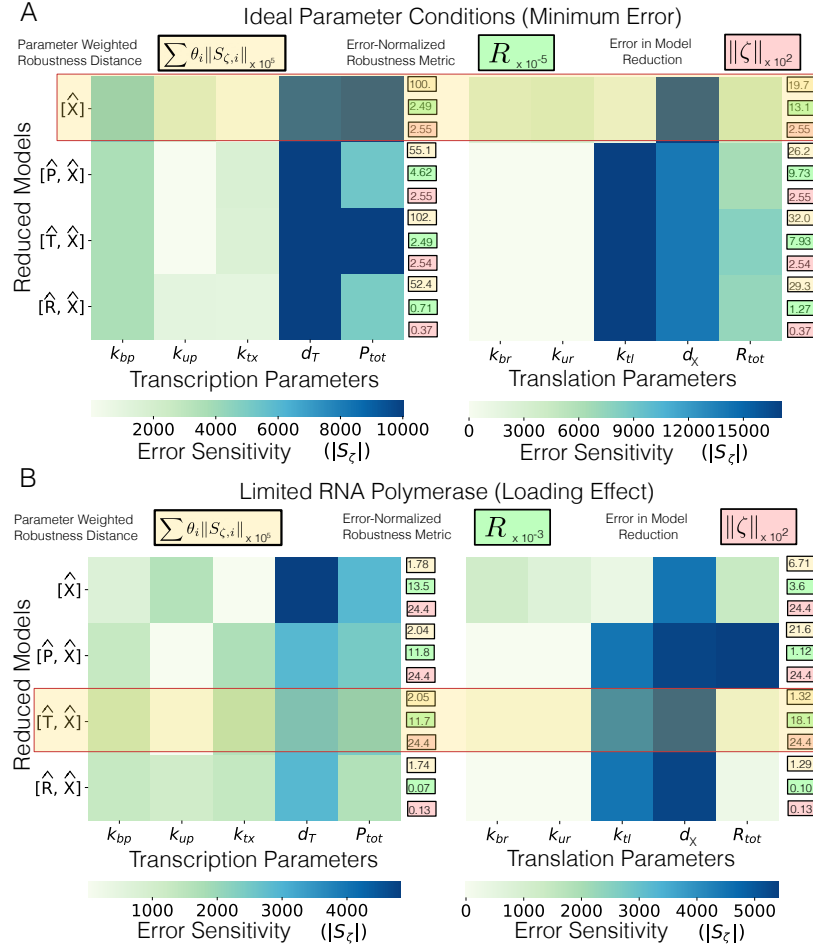 A
Ideal Parameter Conditions (Minimum Error)
Parameter Weighted Robustness Distance
∑ θᵢ‖S_ζ,ᵢ‖ x 10⁵
Error-Normalized Robustness Metric
R x 10⁻⁵
Error in Model Reduction
‖ζ‖ x 10²
Reduced Models
[X̂]
100.
2.49
2.55
19.7
13.1
2.55
[P̂, X̂]
55.1
4.62
2.55
26.2
9.73
2.55
[T̂, X̂]
102.
2.49
2.54
32.0
7.93
2.54
[R̂, X̂]
52.4
0.71
0.37
29.3
1.27
0.37
k_bp k_up k_tx d_T P_tot
k_br k_ur k_tl d_X R_tot
Transcription Parameters
Translation Parameters
2000 4000 6000 8000 10000
0 3000 6000 9000 12000 15000
Error Sensitivity (|S_ζ|)
Error Sensitivity (|S_ζ|)
B
Limited RNA Polymerase (Loading Effect)
Parameter Weighted Robustness Distance
∑ θᵢ‖S_ζ,ᵢ‖ x 10⁵
Error-Normalized Robustness Metric
R x 10⁻³
Error in Model Reduction
‖ζ‖ x 10²
Reduced Models
[X̂]
1.78
13.5
24.4
6.71
3.6
24.4
[P̂, X̂]
2.04
11.8
24.4
21.6
1.12
24.4
[T̂, X̂]
2.05
11.7
24.4
1.32
18.1
24.4
[R̂, X̂]
1.74
0.07
0.13
1.29
0.10
0.13
k_bp k_up k_tx d_T P_tot
k_br k_ur k_tl d_X R_tot
Transcription Parameters
Translation Parameters
1000 2000 3000 4000
0 1000 2000 3000 4000 5000
Error Sensitivity (|S_ζ|)
Error Sensitivity (|S_ζ|)